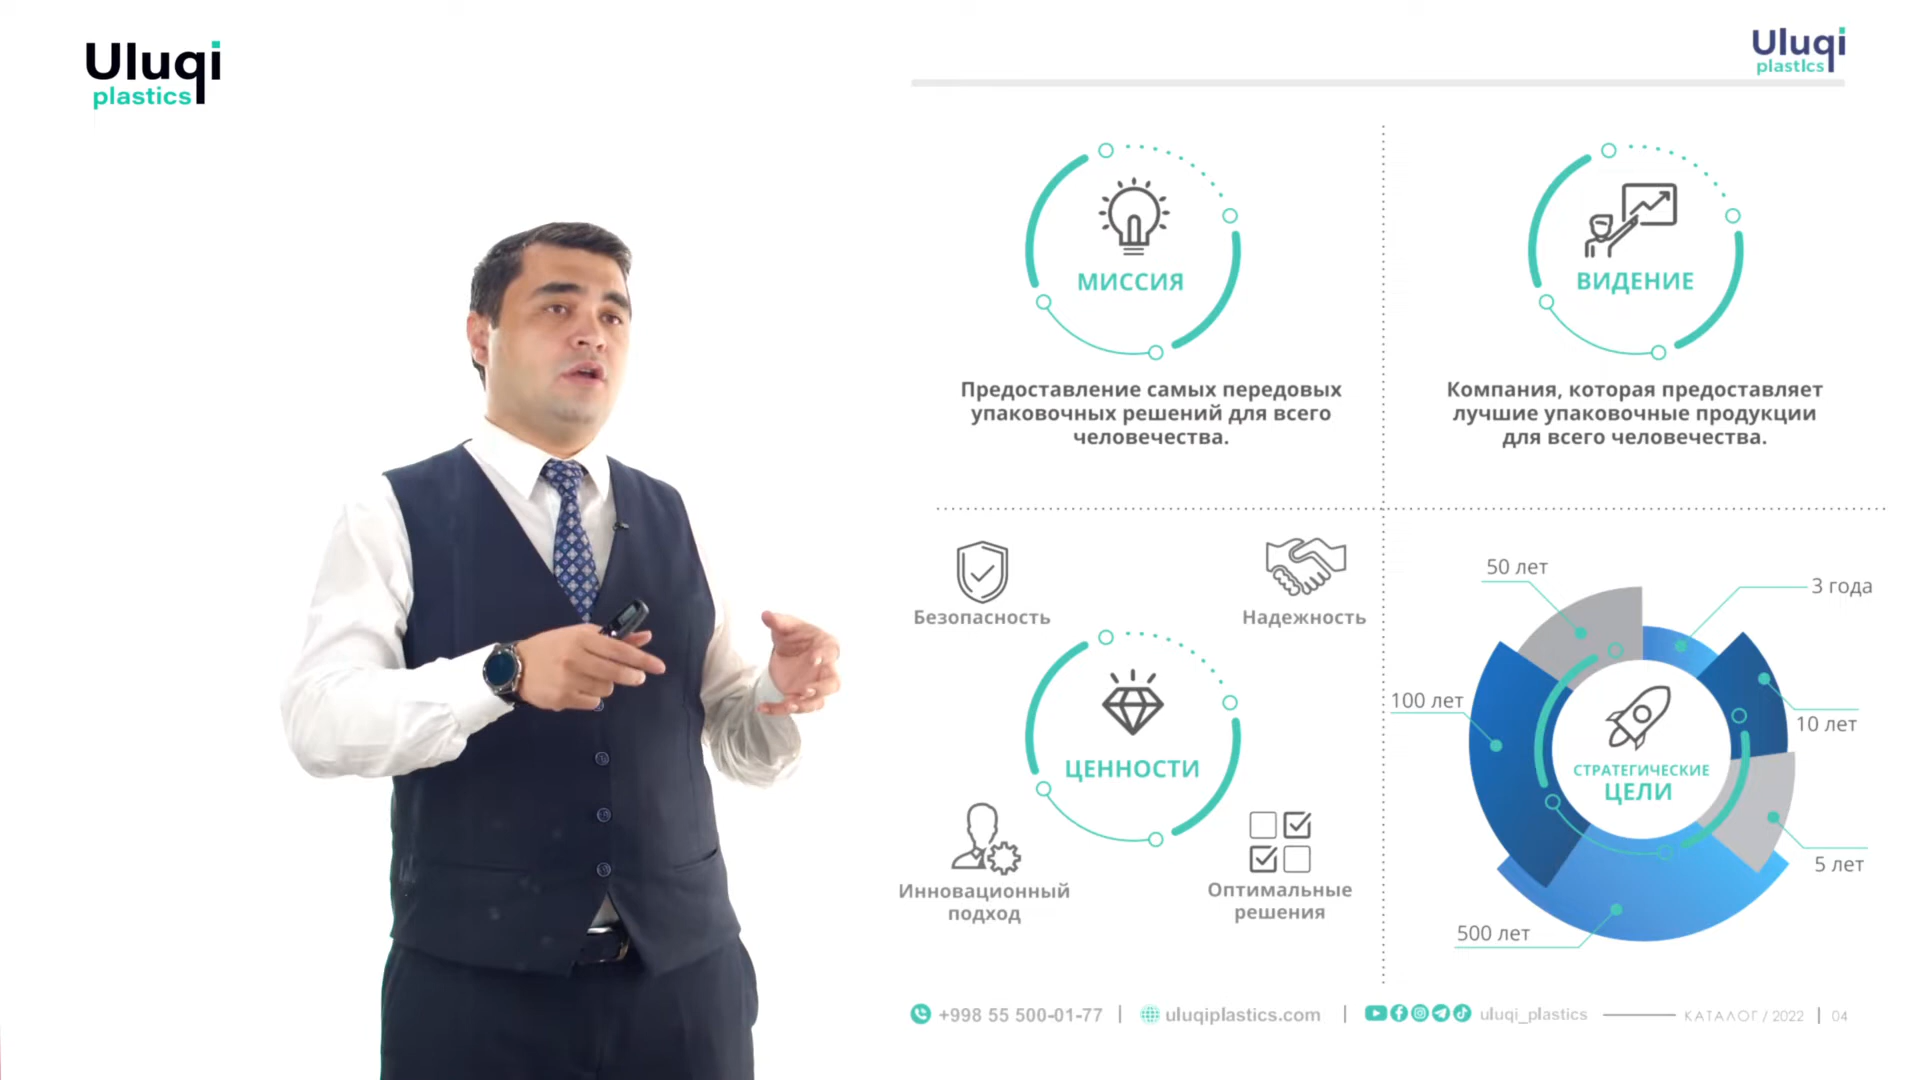 Uluqi
plastics
Uluqi
plastics
МИССИЯ
Предоставление самых передовых
упаковочных решений для всего
человечества.
ВИДЕНИЕ
Компания, которая предоставляет
лучшие упаковочные продукции
для всего человечества.
Безопасность
Надежность
ЦЕННОСТИ
Инновационный
подход
Оптимальные
решения
50 лет
3 года
100 лет
10 лет
СТРАТЕГИЧЕСКИЕ
ЦЕЛИ
5 лет
500 лет
+998 55 500-01-77 | uluqiplastics.com | uluqi_plastics КАТАЛОГ / 2022 | 04